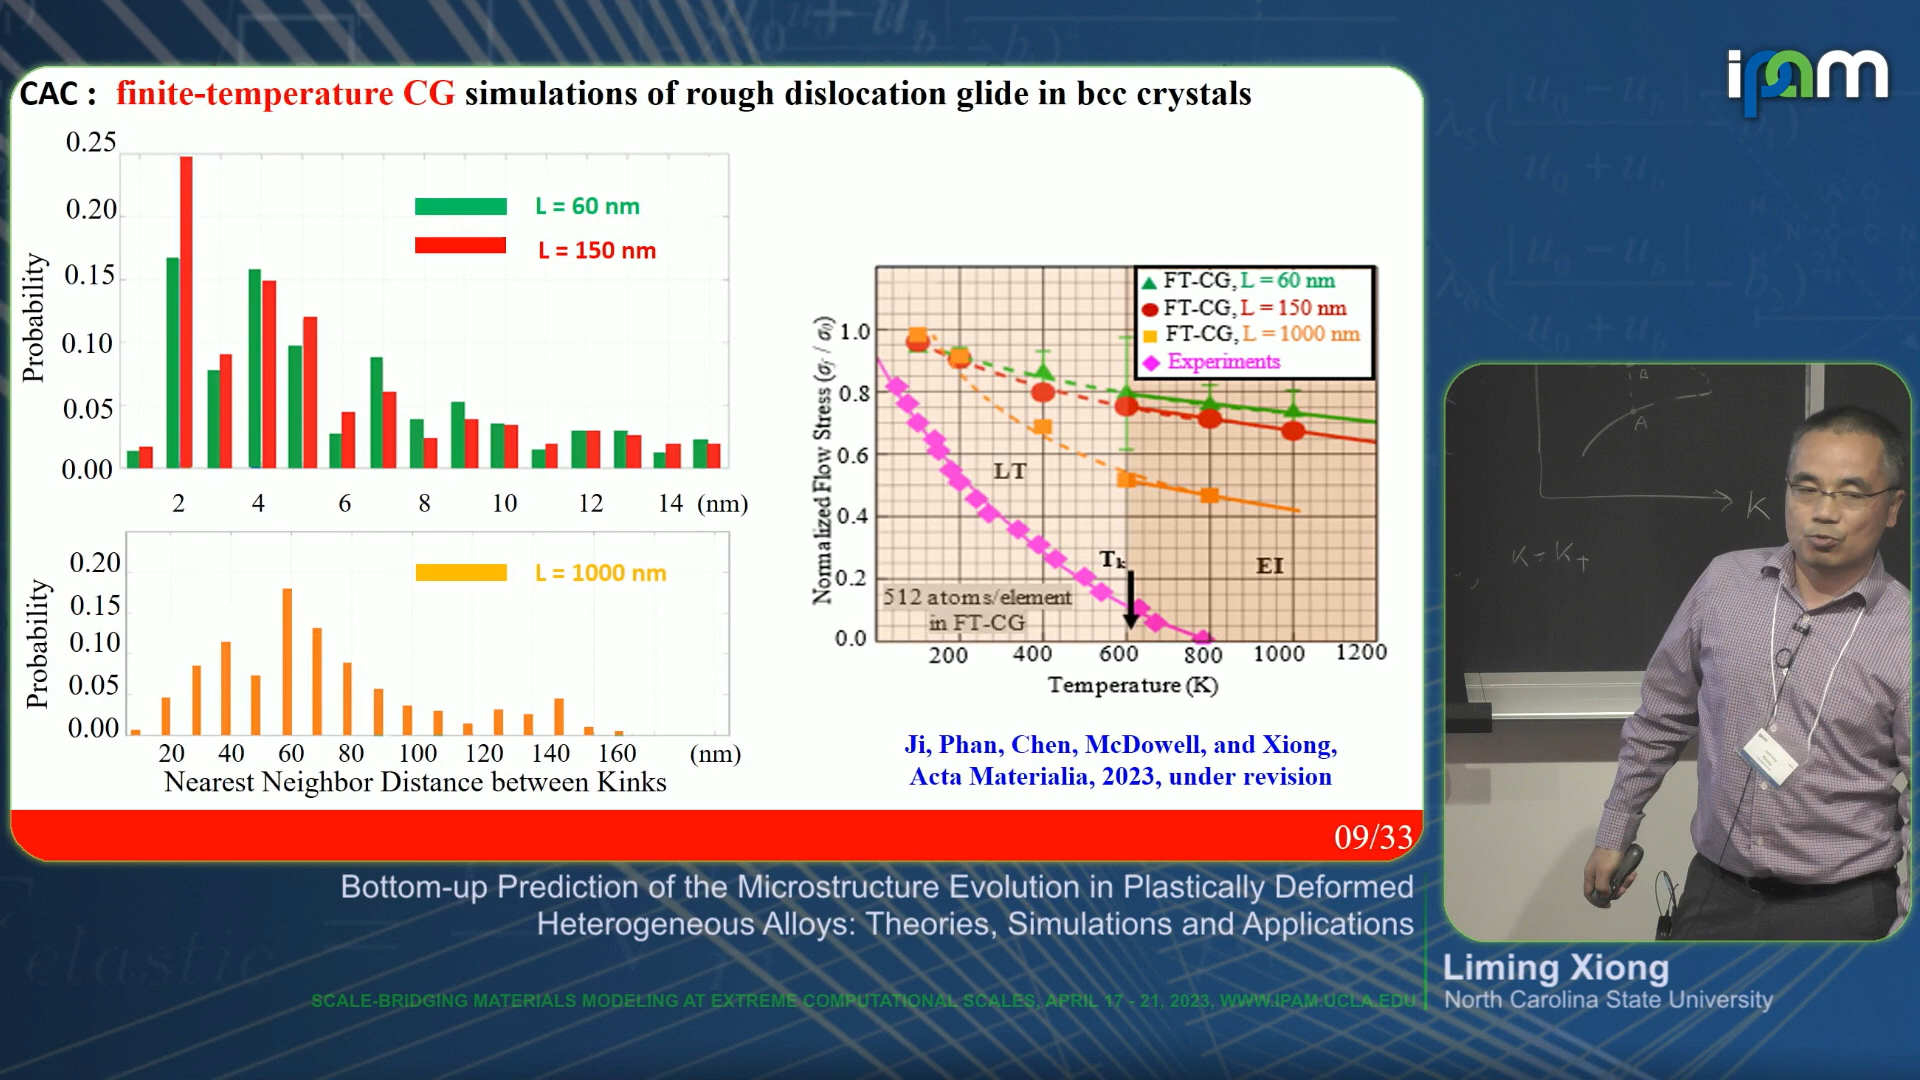 ipam
CAC : finite-temperature CG simulations of rough dislocation glide in bcc crystals
0.25
0.20
0.15
0.10
0.05
0.00
Probability
L = 60 nm
L = 150 nm
2 4 6 8 10 12 14 (nm)
0.20
0.15
0.10
0.05
0.00
Probability
L = 1000 nm
20 40 60 80 100 120 140 160 (nm)
Nearest Neighbor Distance between Kinks
FT-CG, L = 60 nm
FT-CG, L = 150 nm
FT-CG, L = 1000 nm
Experiments
Normalized Flow Stress (σf / σ0)
1.0
0.8
0.6
0.4
0.2
0.0
LT
Tk
EI
512 atoms/element
in FT-CG
200 400 600 800 1000 1200
Temperature (K)
Ji, Phan, Chen, McDowell, and Xiong,
Acta Materialia, 2023, under revision
09/33
A
K
Bottom-up Prediction of the Microstructure Evolution in Plastically Deformed
Heterogeneous Alloys: Theories, Simulations and Applications
SCALE-BRIDGING MATERIALS MODELING AT EXTREME COMPUTATIONAL SCALES, APRIL 17 - 21, 2023, WWW.IPAM.UCLA.EDU
Liming Xiong
North Carolina State University
elastic